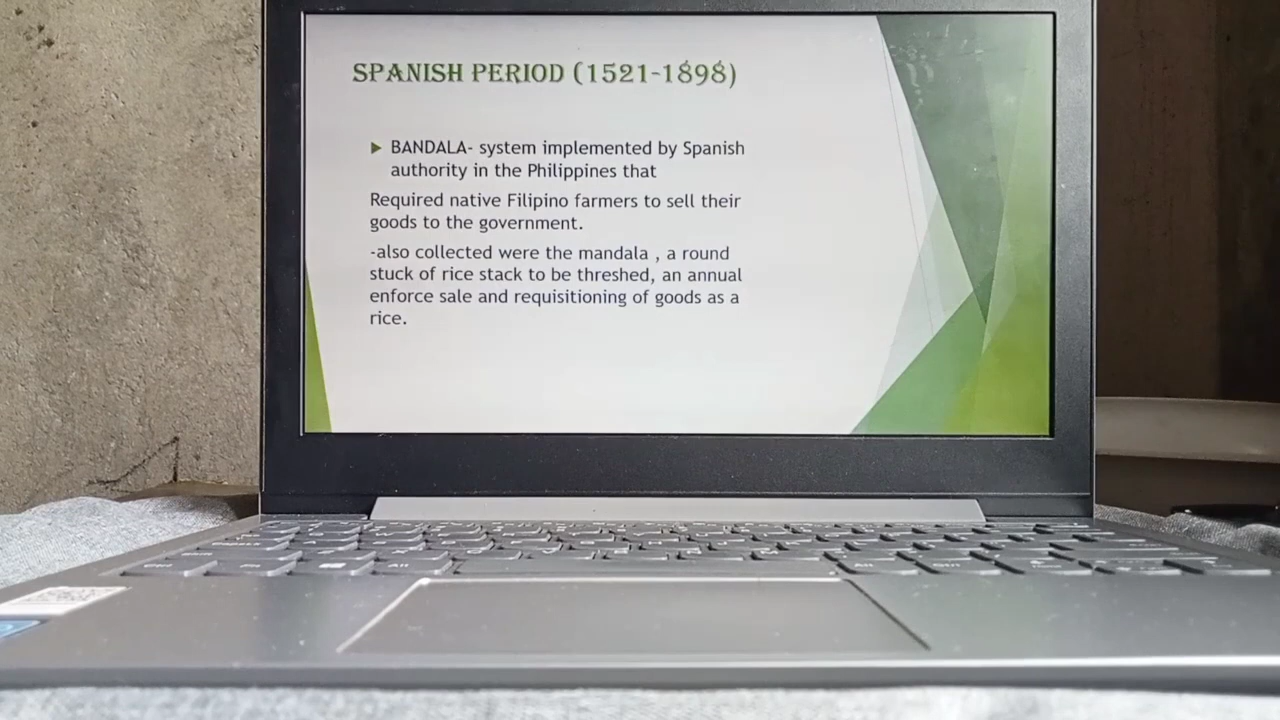 SPANISH PERIOD (1521-1898)
BANDALA- system implemented by Spanish
authority in the Philippines that
Required native Filipino farmers to sell their
goods to the government.
-also collected were the mandala , a round
stuck of rice stack to be threshed, an annual
enforce sale and requisitioning of goods as a
rice.